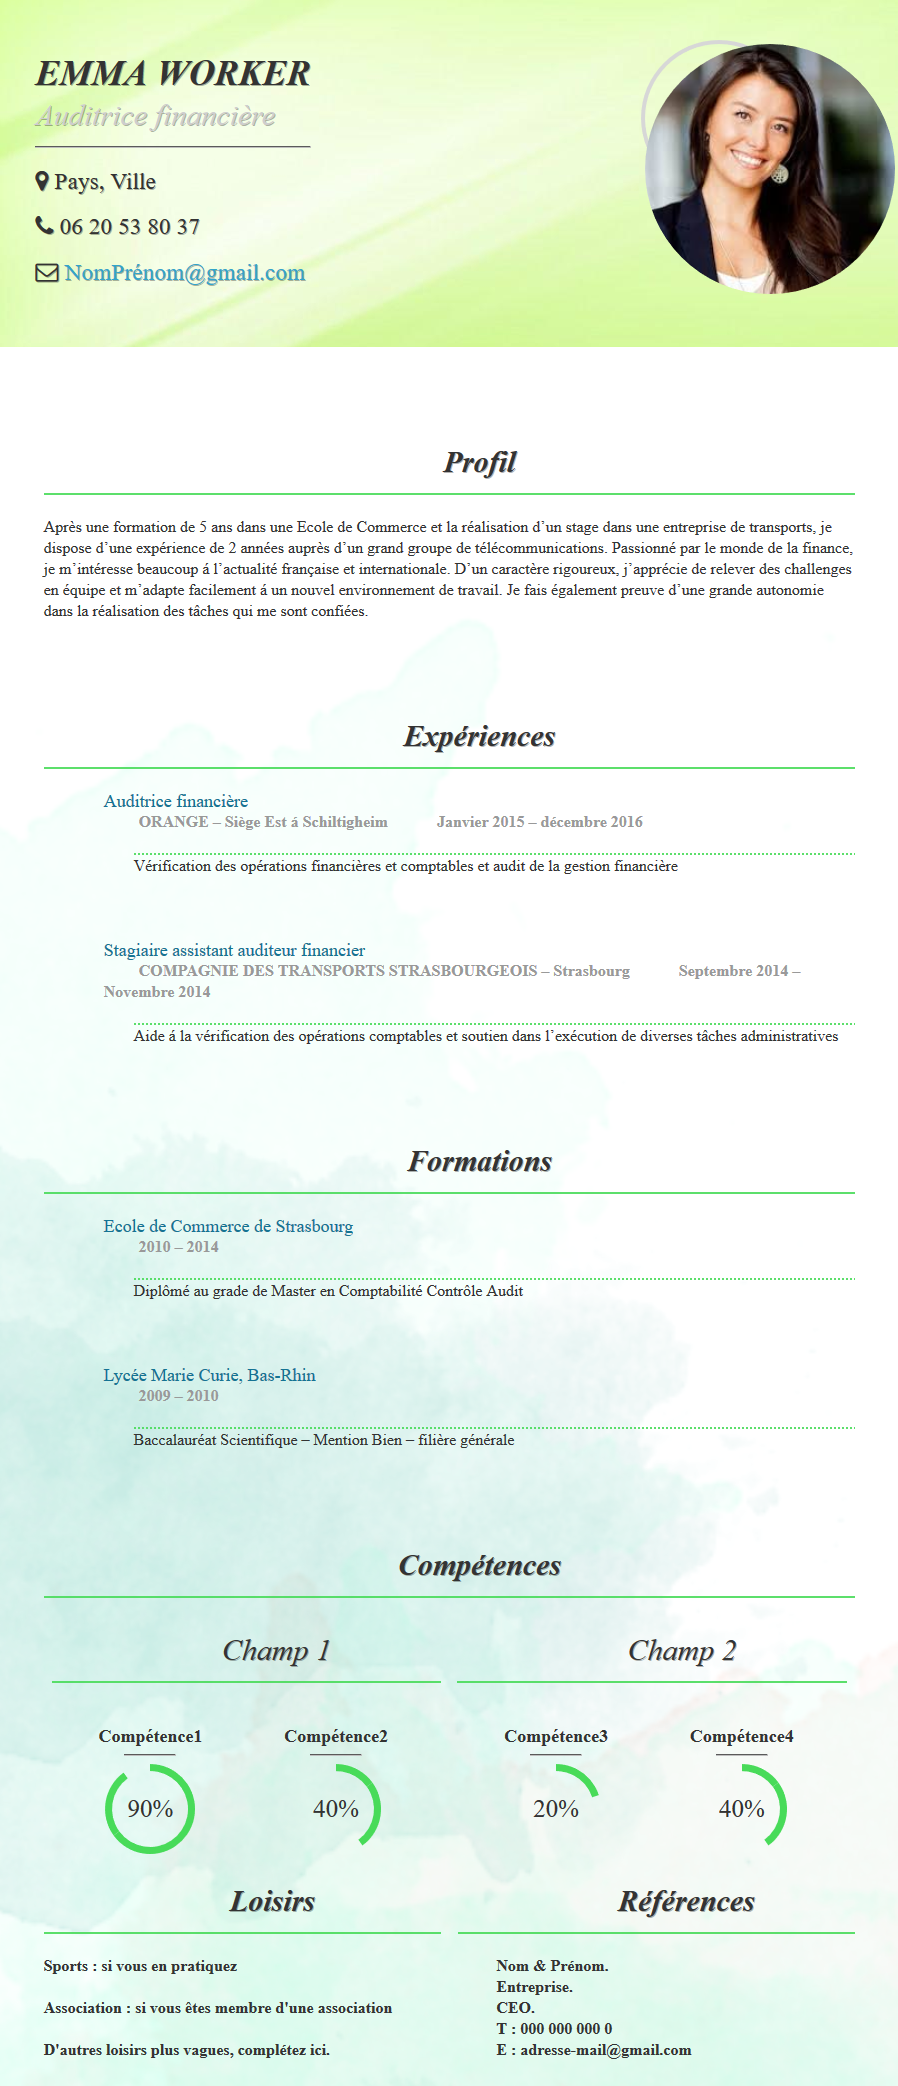 EMMA WORKER
Auditrice financière
Pays, Ville
06 20 53 80 37
NomPrénom@gmail.com
Profil
Après une formation de 5 ans dans une Ecole de Commerce et la réalisation d’un stage dans une entreprise de transports, je
dispose d’une expérience de 2 années auprès d’un grand groupe de télécommunications. Passionné par le monde de la finance,
je m’intéresse beaucoup á l’actualité française et internationale. D’un caractère rigoureux, j’apprécie de relever des challenges
en équipe et m’adapte facilement á un nouvel environnement de travail. Je fais également preuve d’une grande autonomie
dans la réalisation des tâches qui me sont confiées.
Expériences
Auditrice financière
ORANGE – Siège Est á Schiltigheim Janvier 2015 – décembre 2016
Vérification des opérations financières et comptables et audit de la gestion financière
Stagiaire assistant auditeur financier
COMPAGNIE DES TRANSPORTS STRASBOURGEOIS – Strasbourg Septembre 2014 –
Novembre 2014
Aide á la vérification des opérations comptables et soutien dans l’exécution de diverses tâches administratives
Formations
Ecole de Commerce de Strasbourg
2010 – 2014
Diplômé au grade de Master en Comptabilité Contrôle Audit
Lycée Marie Curie, Bas-Rhin
2009 – 2010
Baccalauréat Scientifique – Mention Bien – filière générale
Compétences
Champ 1 Champ 2
Compétence1 Compétence2 Compétence3 Compétence4
90% 40% 20% 40%
Loisirs
Sports : si vous en pratiquez
Association : si vous êtes membre d'une association
D'autres loisirs plus vagues, complétez ici.
Références
Nom & Prénom.
Entreprise.
CEO.
T : 000 000 000 0
E : adresse-mail@gmail.com